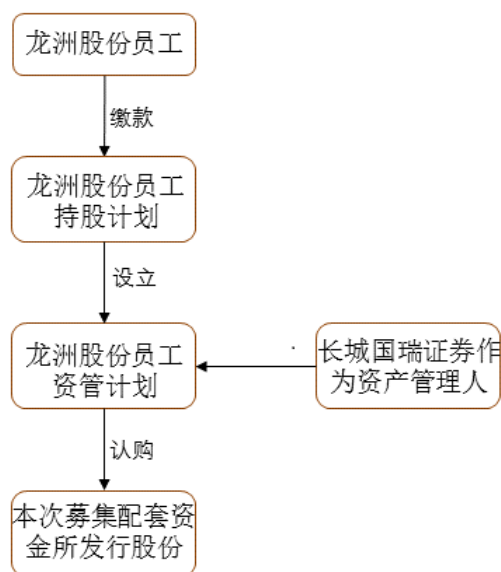 龙洲股份员工
缴款
龙洲股份员工
持股计划
设立
龙洲股份员工
资管计划
长城国瑞证券作
为资产管理人
认购
本次募集配套资
金所发行股份